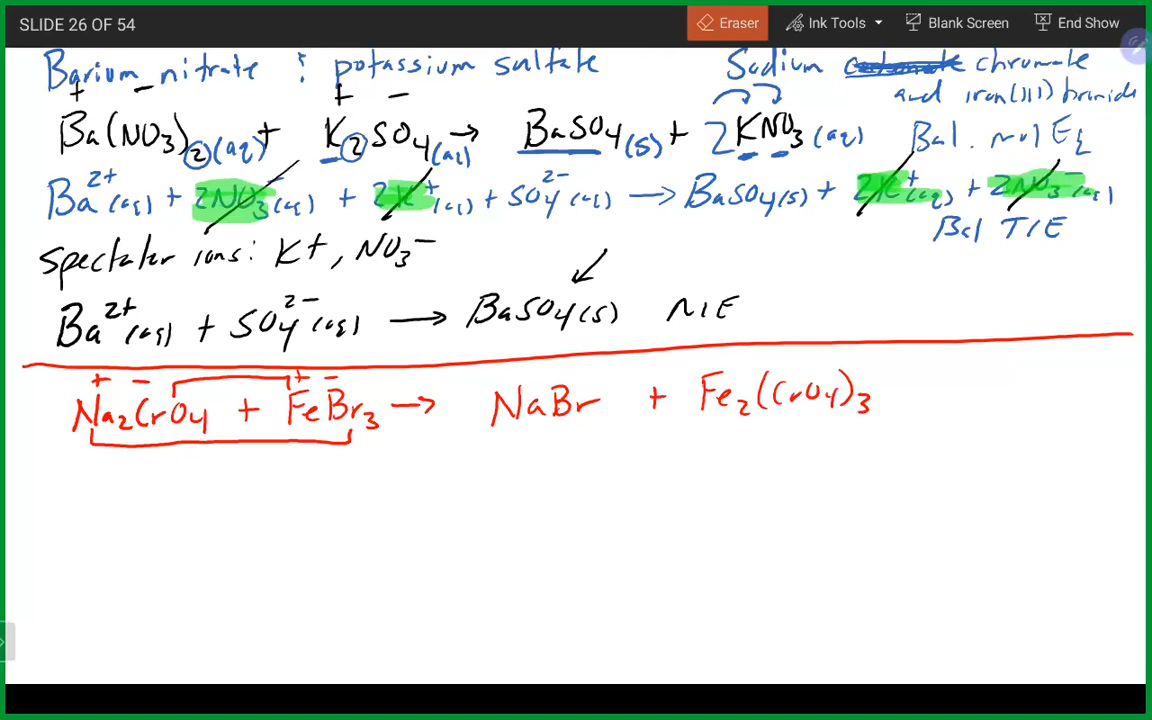 SLIDE 26 OF 54 Eraser Ink Tools Blank Screen End Show
Barium nitrate ; potassium sulfate Sodium chromate
and iron(III) bromide
+ − + −
Ba(NO3)2(aq) + K2SO4(aq) → BaSO4(s) + 2KNO3(aq) Bal. mol Eq
Ba2+(aq) + 2NO3−(aq) + 2K+(aq) + SO42−(aq) → BaSO4(s) + 2K+(aq) + 2NO3−(aq)
Bal TIE
spectator ions: K+, NO3−
Ba2+(aq) + SO42−(aq) → BaSO4(s) NIE
+ − + −
Na2CrO4 + FeBr3 → NaBr + Fe2(CrO4)3